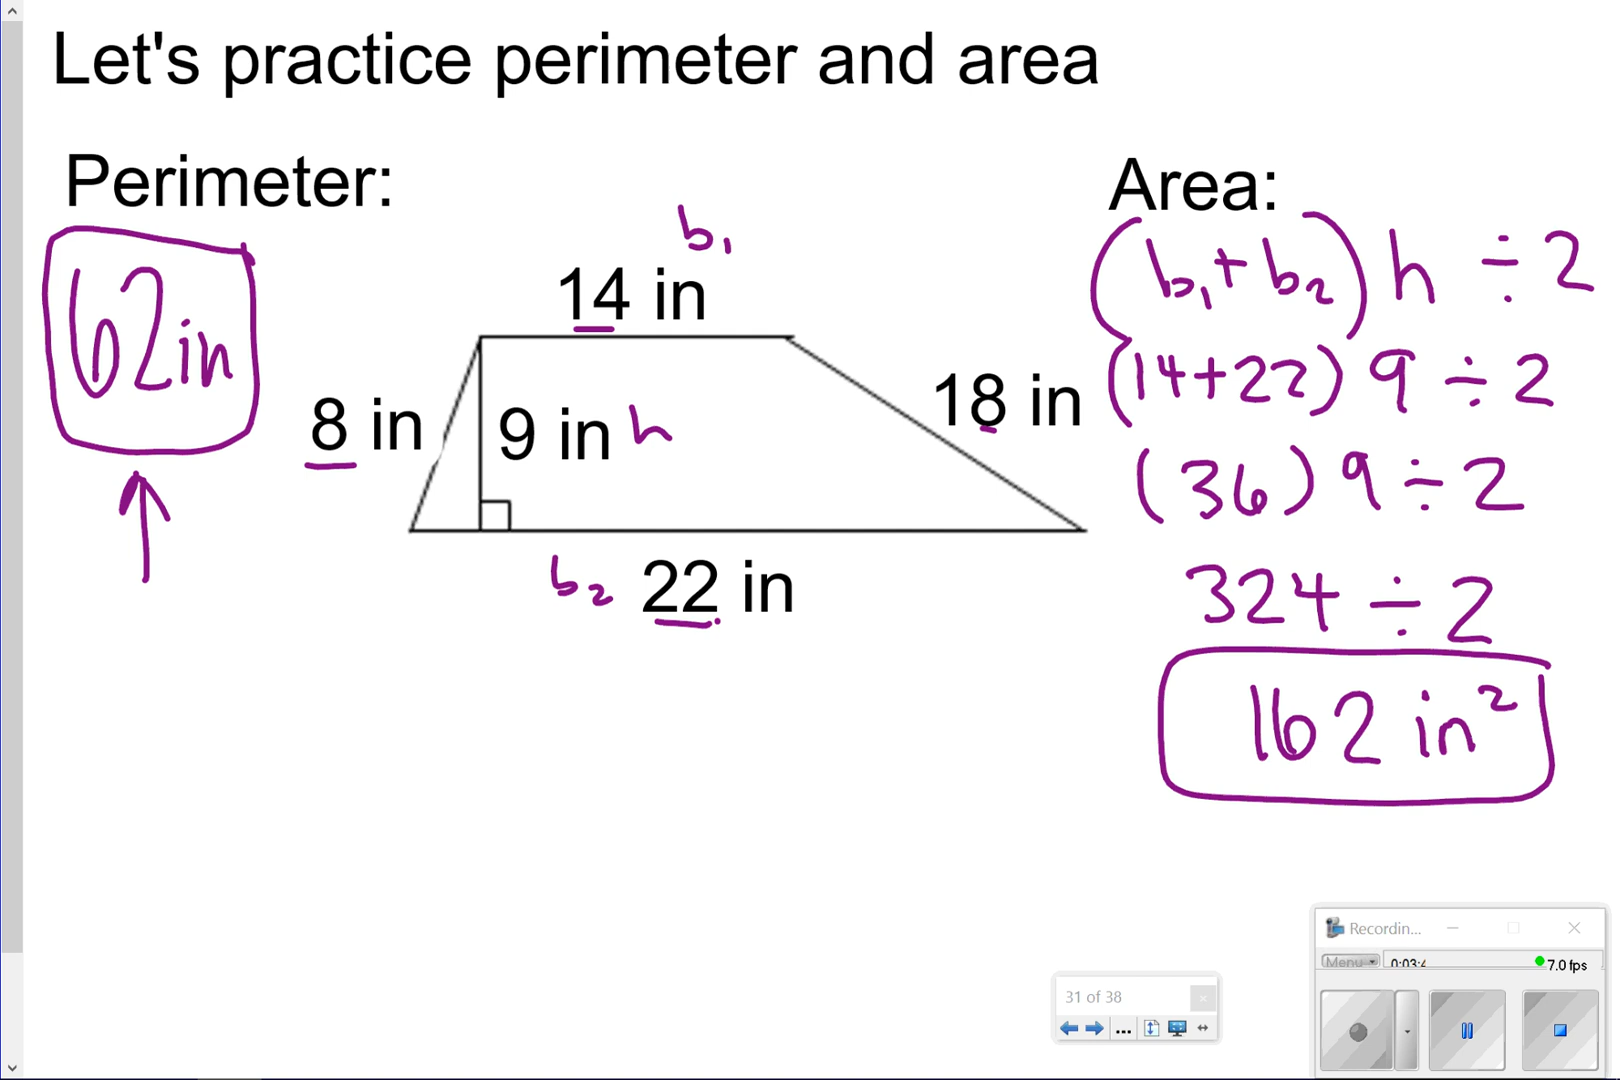 Let's practice perimeter and area
Perimeter:
62in
b₁
14 in
8 in
9 in h
18 in
b₂ 22 in
Area:
(b₁+b₂)h ÷2
(14+22) 9 ÷ 2
(36) 9 ÷ 2
324 ÷ 2
162 in²
31 of 38
...
Recordin...
Menu
7.0 fps